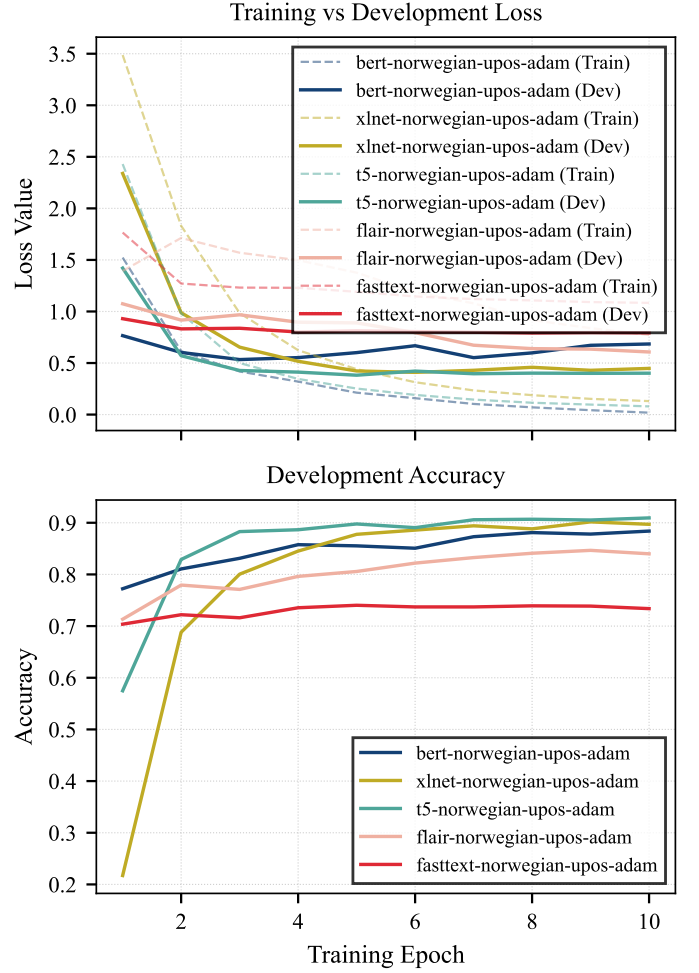 Training vs Development Loss
Loss Value
3.5
3.0
2.5
2.0
1.5
1.0
0.5
0.0
bert-norwegian-upos-adam (Train)
bert-norwegian-upos-adam (Dev)
xlnet-norwegian-upos-adam (Train)
xlnet-norwegian-upos-adam (Dev)
t5-norwegian-upos-adam (Train)
t5-norwegian-upos-adam (Dev)
flair-norwegian-upos-adam (Train)
flair-norwegian-upos-adam (Dev)
fasttext-norwegian-upos-adam (Train)
fasttext-norwegian-upos-adam (Dev)
Development Accuracy
Accuracy
0.9
0.8
0.7
0.6
0.5
0.4
0.3
0.2
bert-norwegian-upos-adam
xlnet-norwegian-upos-adam
t5-norwegian-upos-adam
flair-norwegian-upos-adam
fasttext-norwegian-upos-adam
2 4 6 8 10
Training Epoch